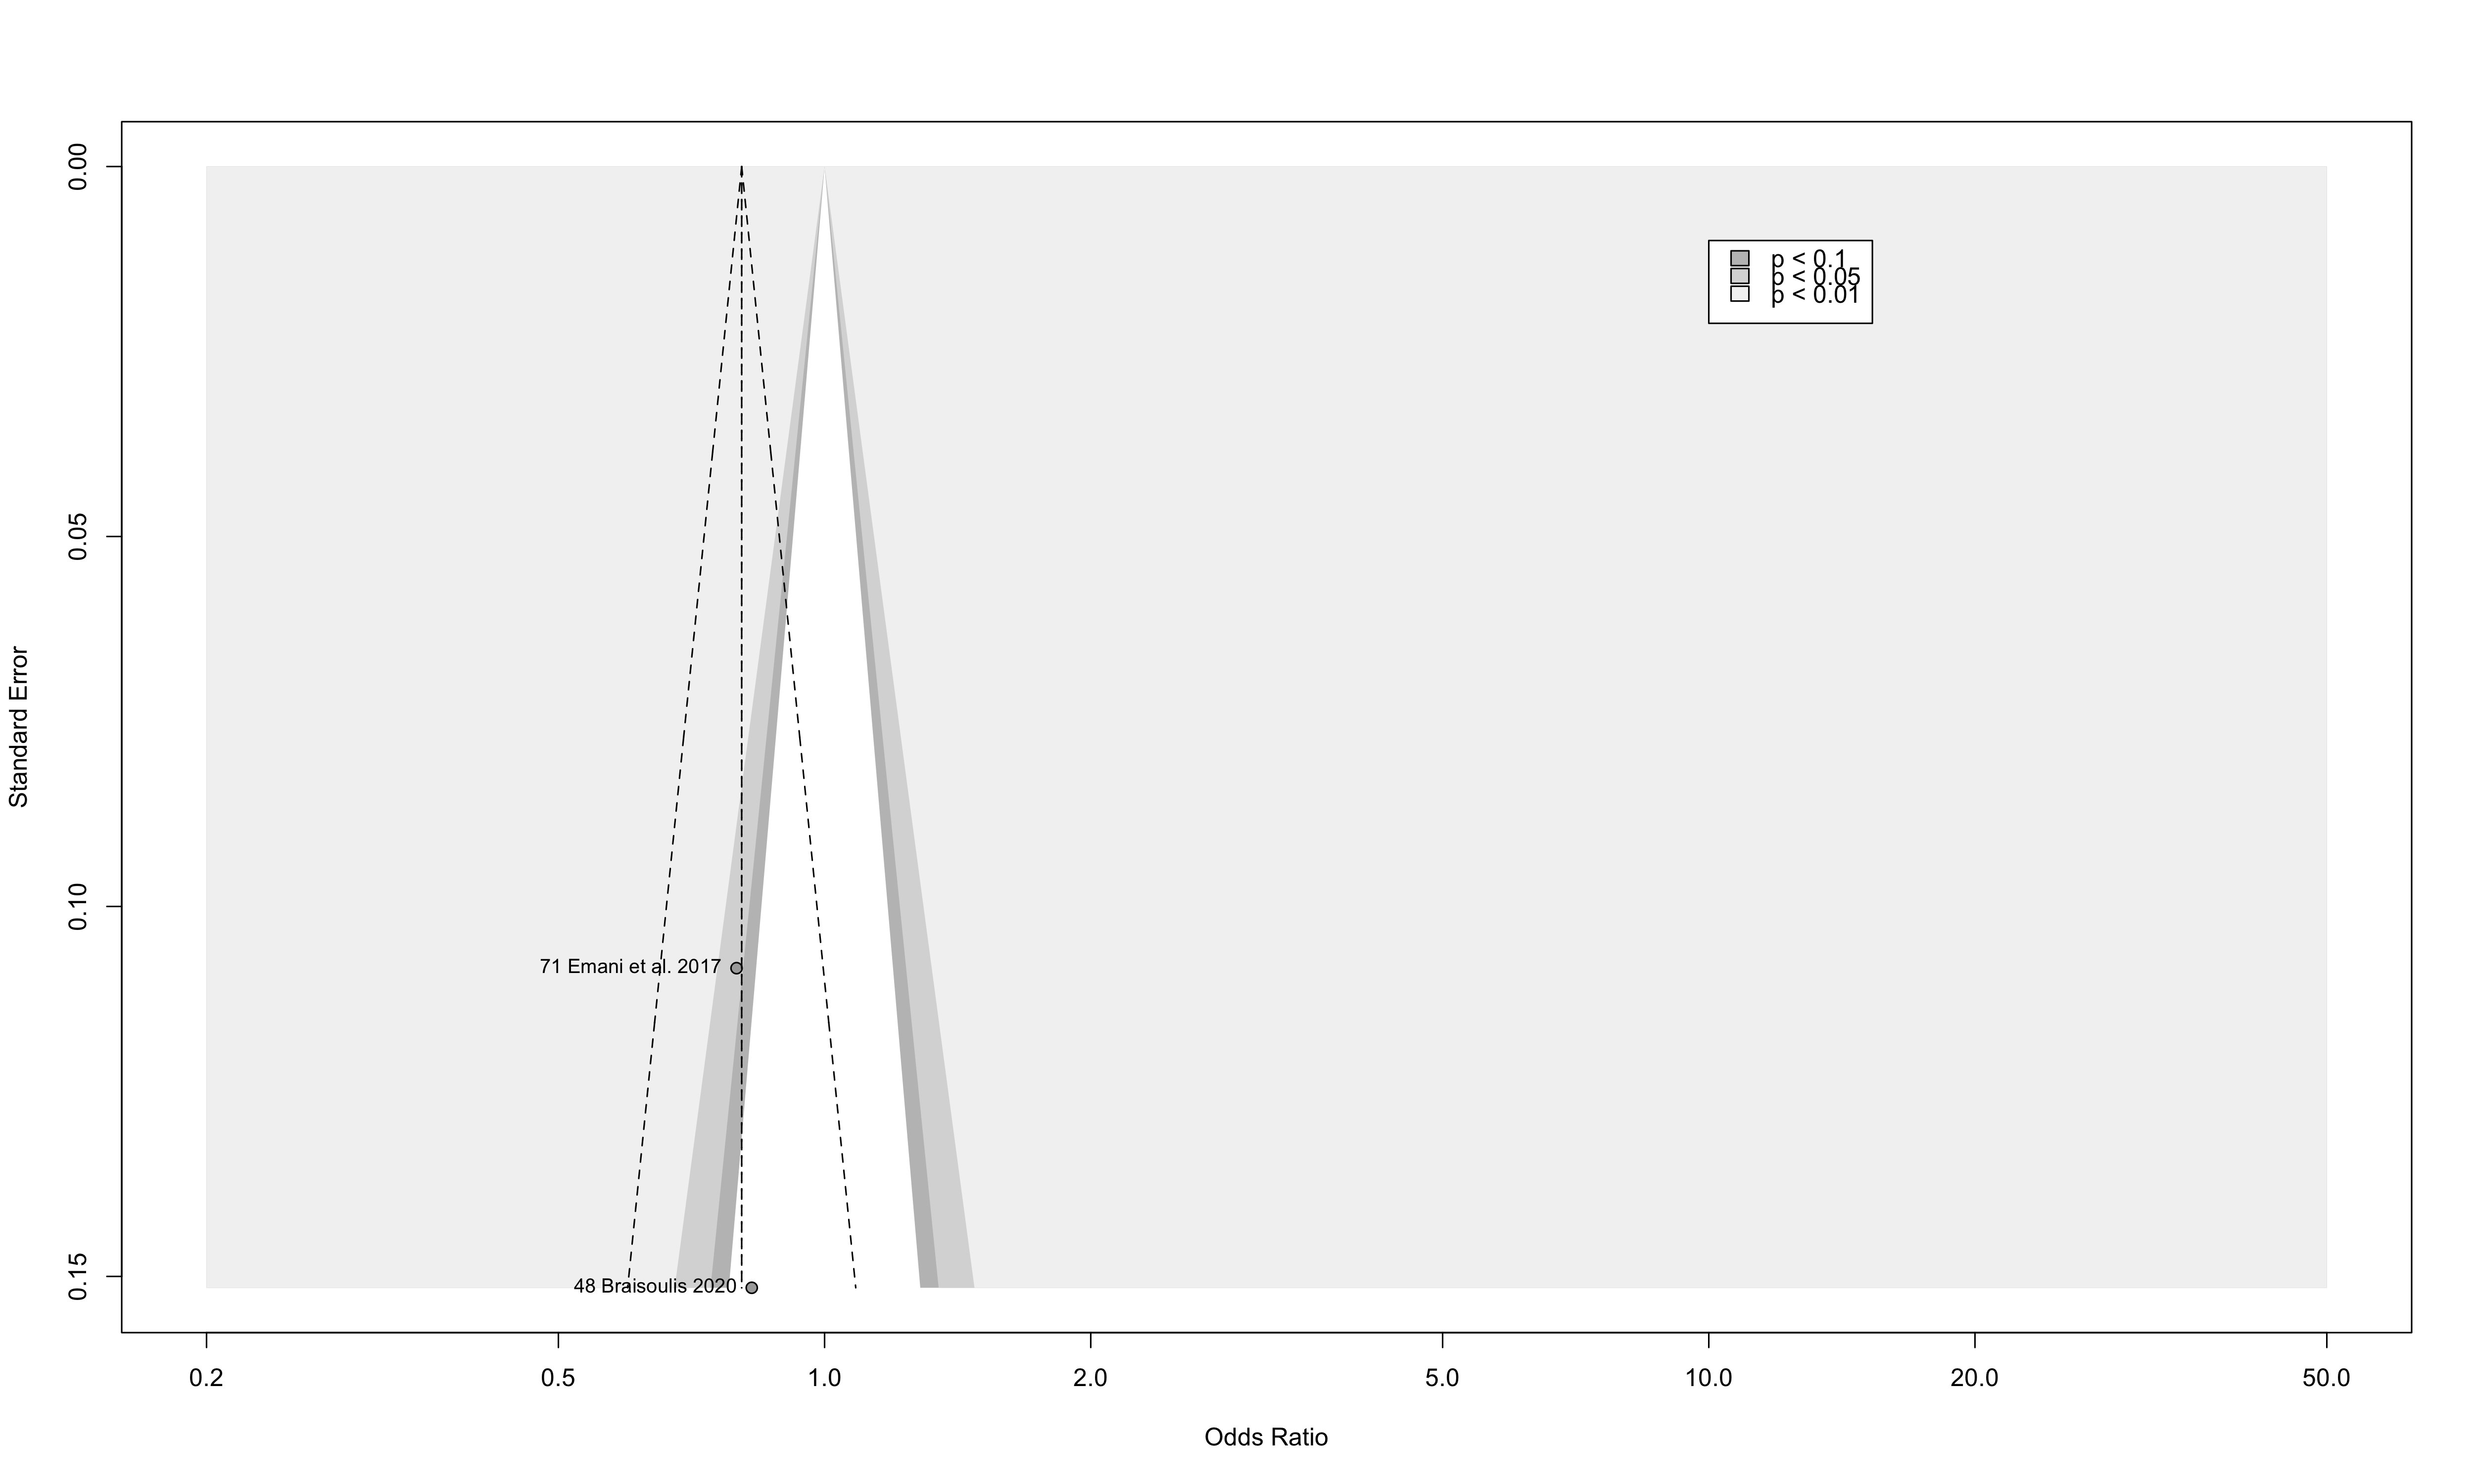 0.00
0.05
0.10
0.15
Standard Error
p < 0.1
p < 0.05
p < 0.01
71 Emani et al. 2017
48 Braisoulis 2020
0.2 0.5 1.0 2.0 5.0 10.0 20.0 50.0
Odds Ratio